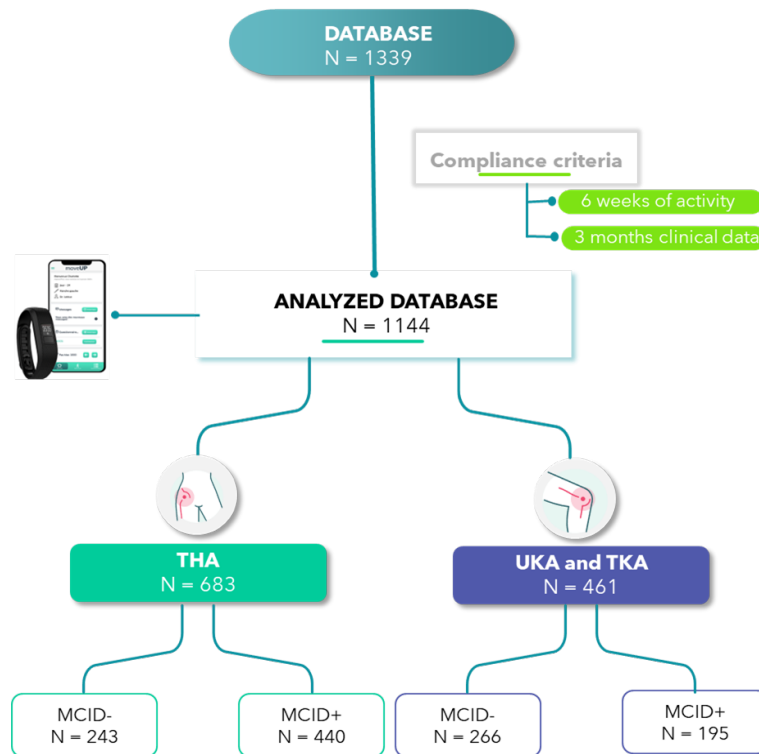 DATABASE
N = 1339
Compliance criteria
6 weeks of activity
3 months clinical data
moveUP
ANALYZED DATABASE
N = 1144
THA
N = 683
UKA and TKA
N = 461
MCID-
N = 243
MCID+
N = 440
MCID-
N = 266
MCID+
N = 195